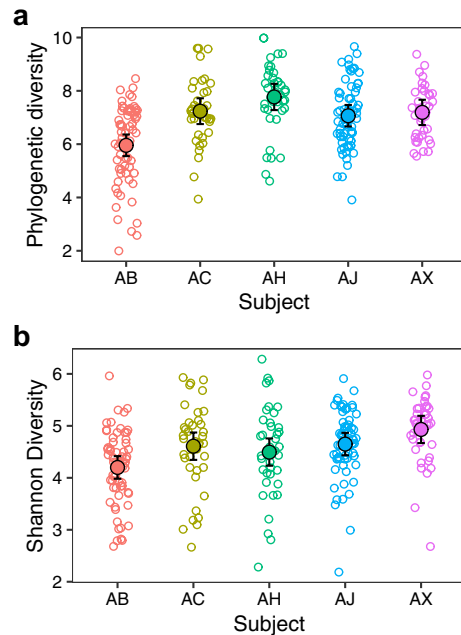 a
10
8
6
4
2
Phylogenetic diversity
AB AC AH AJ AX
Subject
b
6
5
4
3
2
Shannon Diversity
AB AC AH AJ AX
Subject